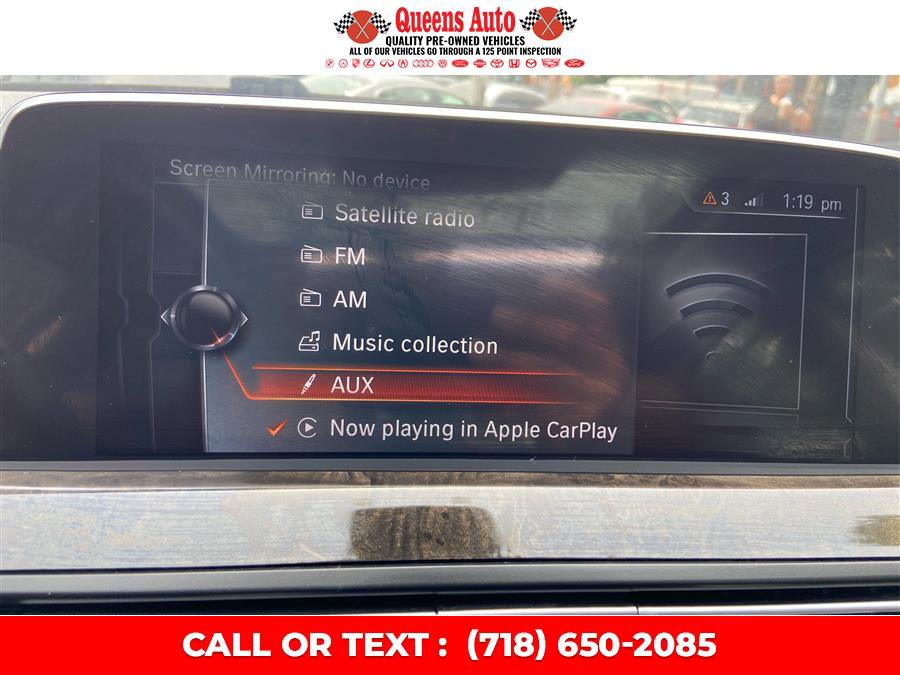 Queens Auto
QUALITY PRE-OWNED VEHICLES
ALL OF OUR VEHICLES GO THROUGH A 125 POINT INSPECTION
Screen Mirroring: No device
3 1:19 pm
Satellite radio
FM
AM
Music collection
AUX
Now playing in Apple CarPlay
CALL OR TEXT : (718) 650-2085